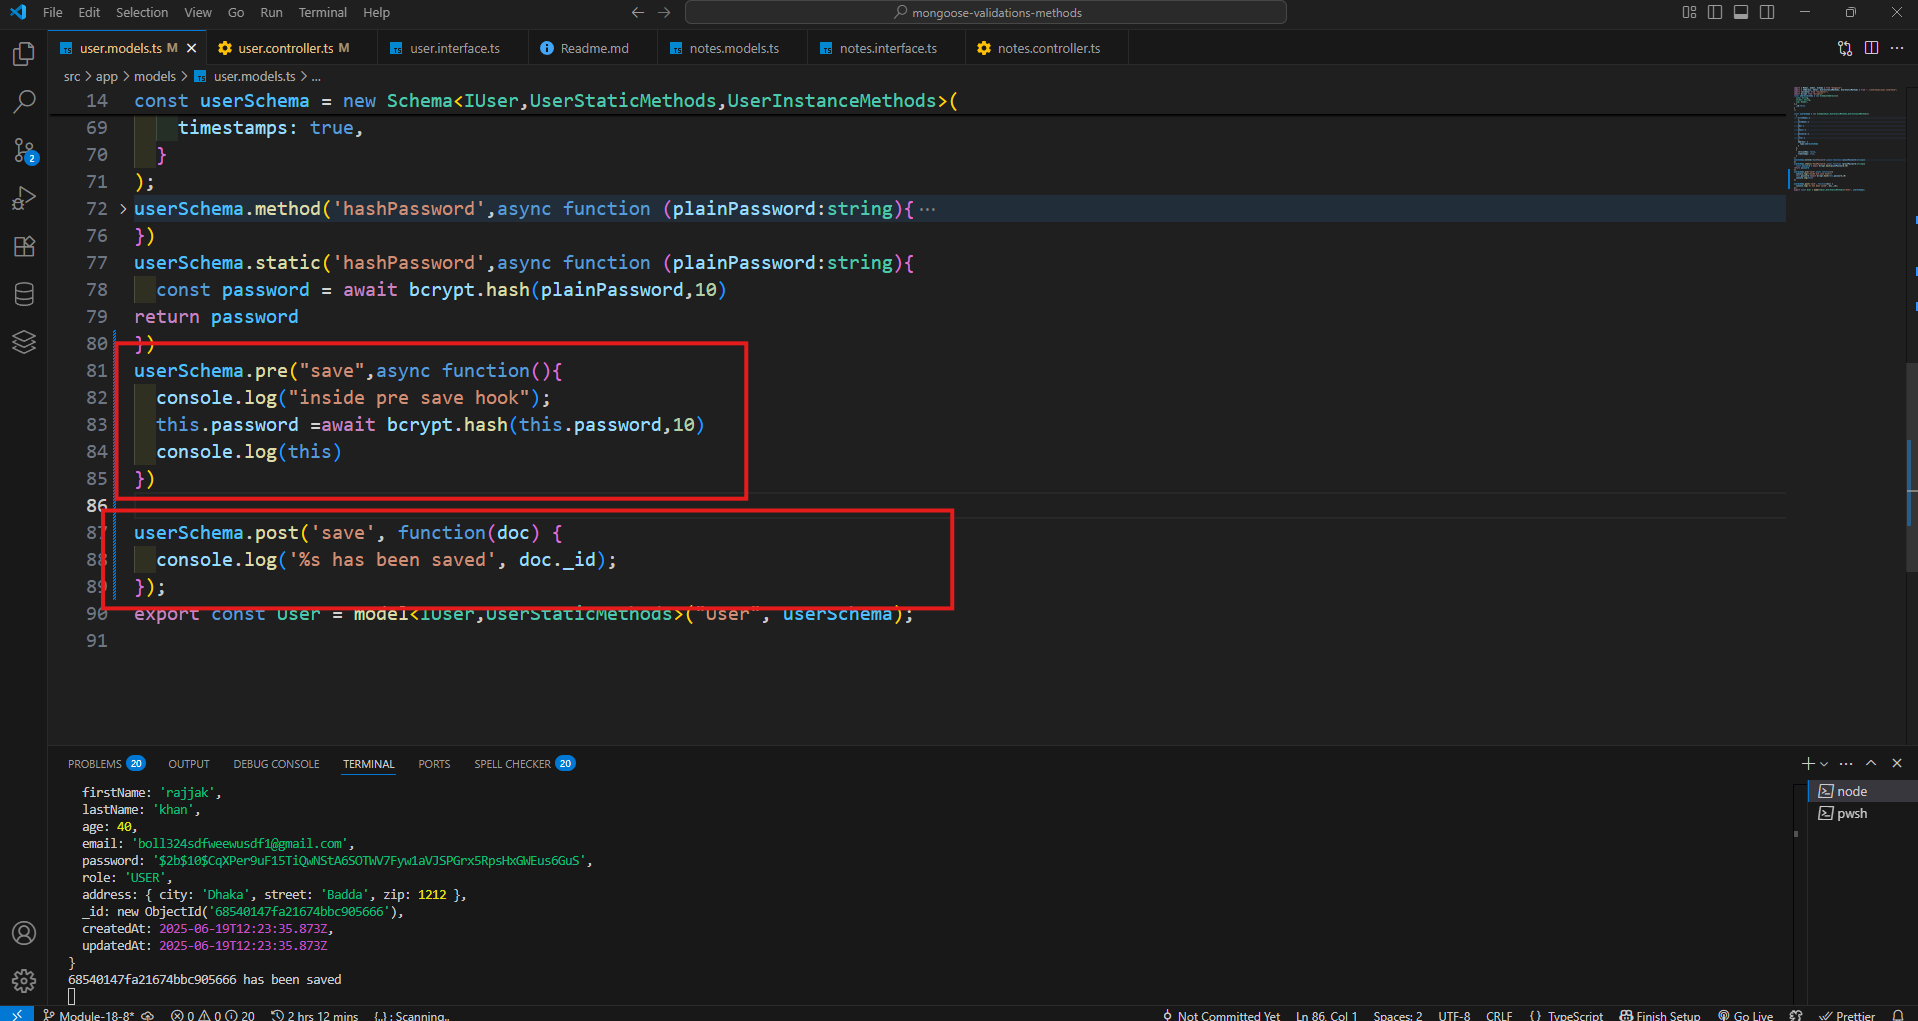 File Edit Selection View Go Run Terminal Help
mongoose-validations-methods
user.models.ts M
user.controller.ts M
user.interface.ts
Readme.md
notes.models.ts
notes.interface.ts
notes.controller.ts
src > app > models > user.models.ts > ...
14 const userSchema = new Schema<IUser,UserStaticMethods,UserInstanceMethods>(
69 timestamps: true,
70 }
71 );
72 userSchema.method('hashPassword',async function (plainPassword:string){ ···
76 })
77 userSchema.static('hashPassword',async function (plainPassword:string){
78 const password = await bcrypt.hash(plainPassword,10)
79 return password
80 })
81 userSchema.pre("save",async function(){
82 console.log("inside pre save hook");
83 this.password =await bcrypt.hash(this.password,10)
84 console.log(this)
85 })
86
87 userSchema.post('save', function(doc) {
88 console.log('%s has been saved', doc._id);
89 });
90 export const User = model<IUser,UserStaticMethods>("User", userSchema);
91
PROBLEMS 20 OUTPUT DEBUG CONSOLE TERMINAL PORTS SPELL CHECKER 20
firstName: 'rajjak',
lastName: 'khan',
age: 40,
email: 'boll324sdfweewusdf1@gmail.com',
password: '$2b$10$CqXPer9uF15TiQwNStA6SOTWV7Fyw1aVJSPGrx5RpsHxGWEus6GuS',
role: 'USER',
address: { city: 'Dhaka', street: 'Badda', zip: 1212 },
_id: new ObjectId('68540147fa21674bbc905666'),
createdAt: 2025-06-19T12:23:35.873Z,
updatedAt: 2025-06-19T12:23:35.873Z
}
68540147fa21674bbc905666 has been saved
node
pwsh
2
Module-18-8* 0 0 20 2 hrs 12 mins {..} : Scanning.. Not Committed Yet Ln 86, Col 1 Spaces: 2 UTF-8 CRLF {} TypeScript Finish Setup Go Live Prettier